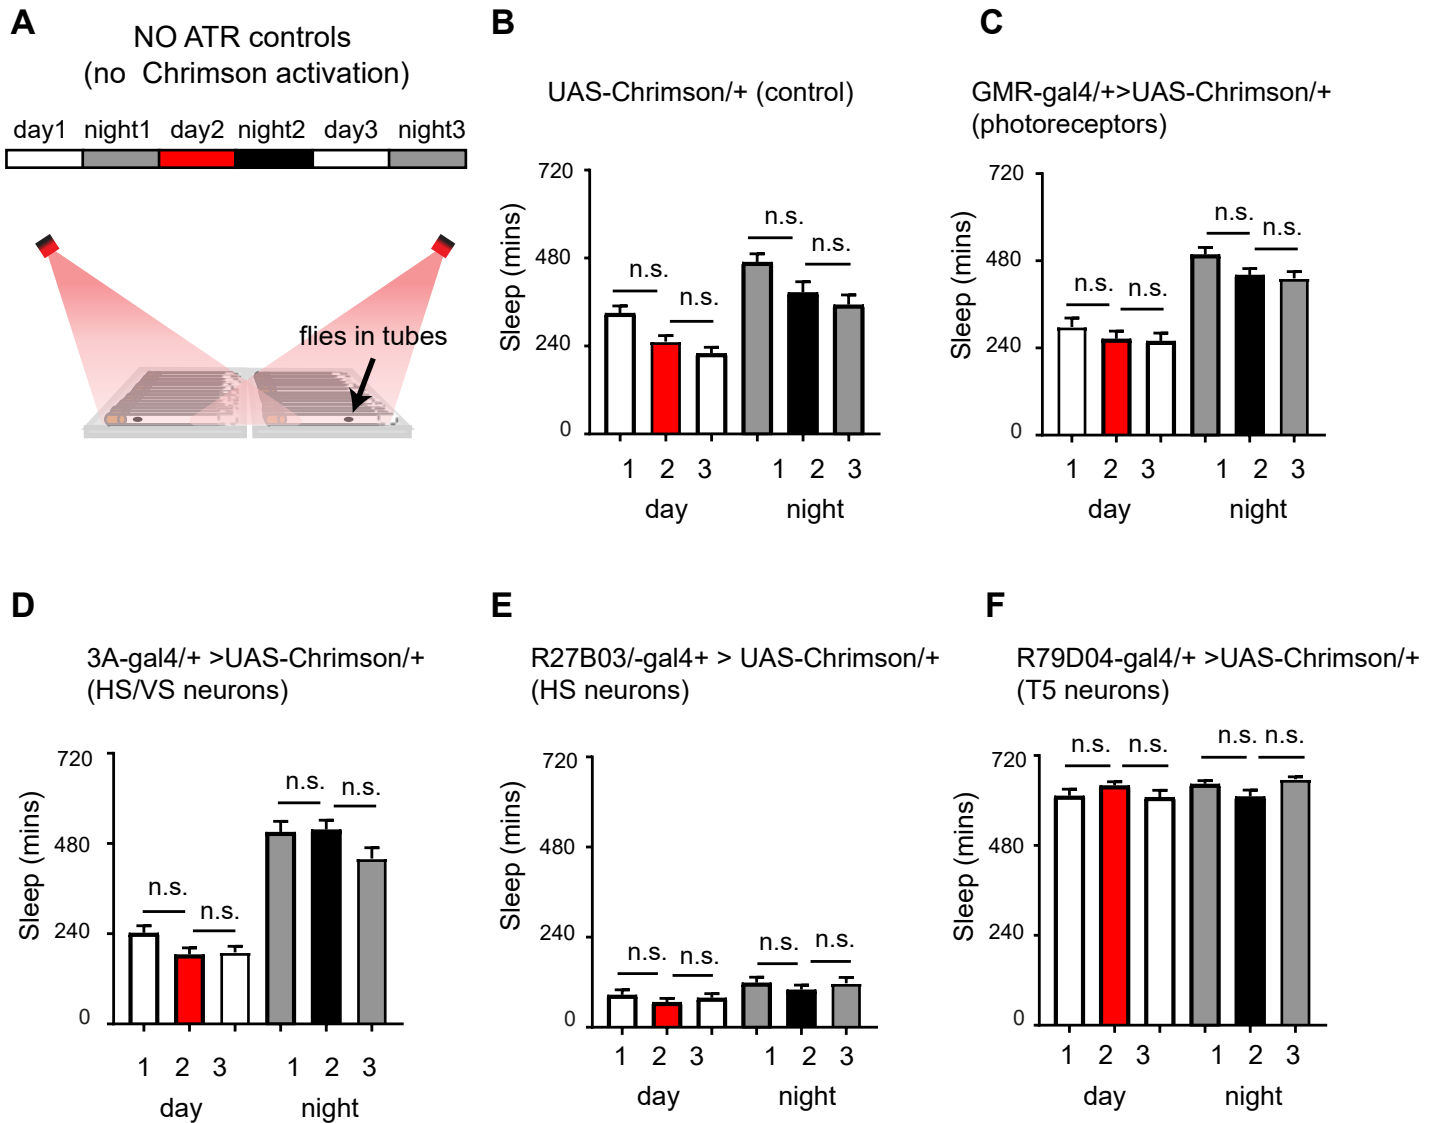 A
NO ATR controls
(no Chrimson activation)
day1 night1 day2 night2 day3 night3
flies in tubes
B
UAS-Chrimson/+ (control)
Sleep (mins)
720
480
240
0
n.s.
n.s.
n.s.
n.s.
1 2 3 1 2 3
day night
C
GMR-gal4/+>UAS-Chrimson/+
(photoreceptors)
Sleep (mins)
720
480
240
0
n.s.
n.s.
n.s.
n.s.
1 2 3 1 2 3
day night
D
3A-gal4/+ >UAS-Chrimson/+
(HS/VS neurons)
Sleep (mins)
720
480
240
0
n.s.
n.s.
n.s.
n.s.
1 2 3 1 2 3
day night
E
R27B03/-gal4+ > UAS-Chrimson/+
(HS neurons)
Sleep (mins)
720
480
240
0
n.s.
n.s.
n.s.
n.s.
1 2 3 1 2 3
day night
F
R79D04-gal4/+ >UAS-Chrimson/+
(T5 neurons)
Sleep (mins)
720
480
240
0
n.s.
n.s.
n.s.
n.s.
1 2 3 1 2 3
day night